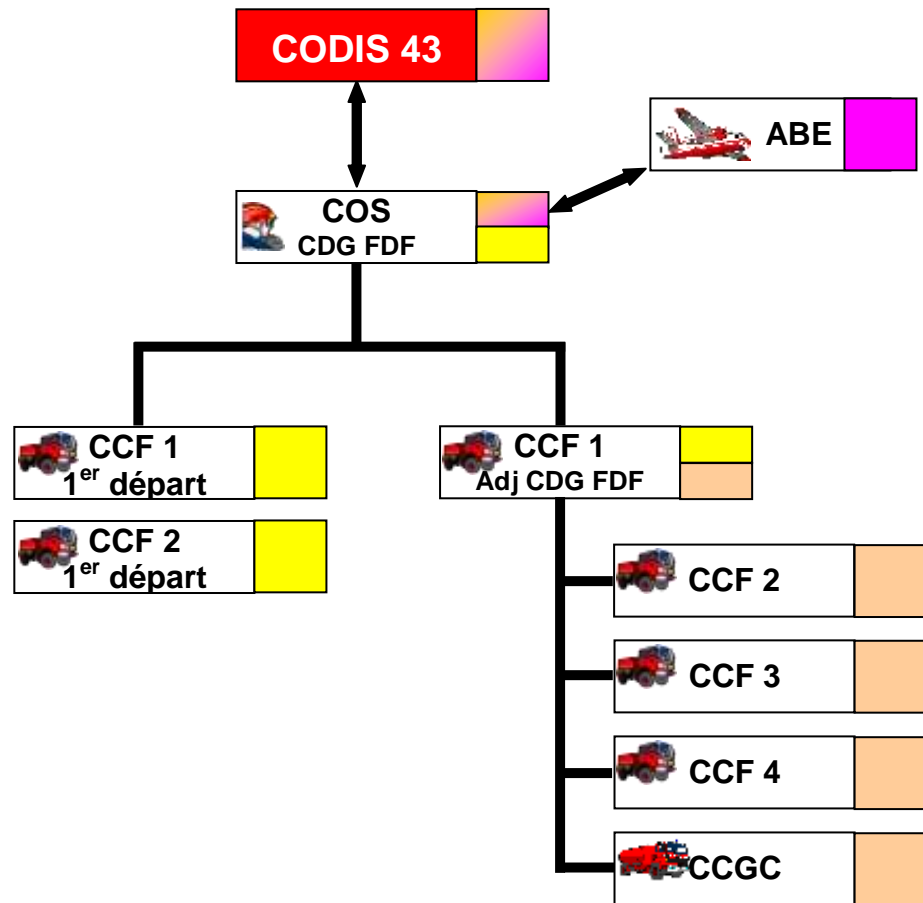 CODIS 43
ABE
COS
CDG FDF
CCF 1
1er départ
CCF 2
1er départ
CCF 1
Adj CDG FDF
CCF 2
CCF 3
CCF 4
CCGC